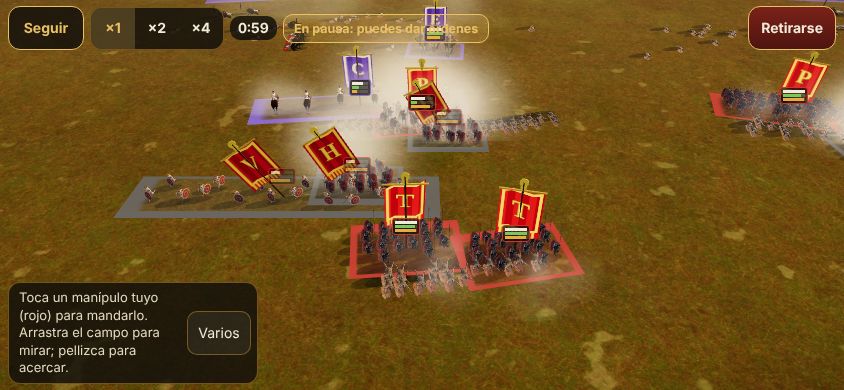 Seguir
×1
×2
×4
0:59
En pausa: puedes dar órdenes
Retirarse
E
C
P
P
V
H
T
T
Toca un manípulo tuyo
(rojo) para mandarlo.
Arrastra el campo para
mirar; pellizca para
acercar.
Varios